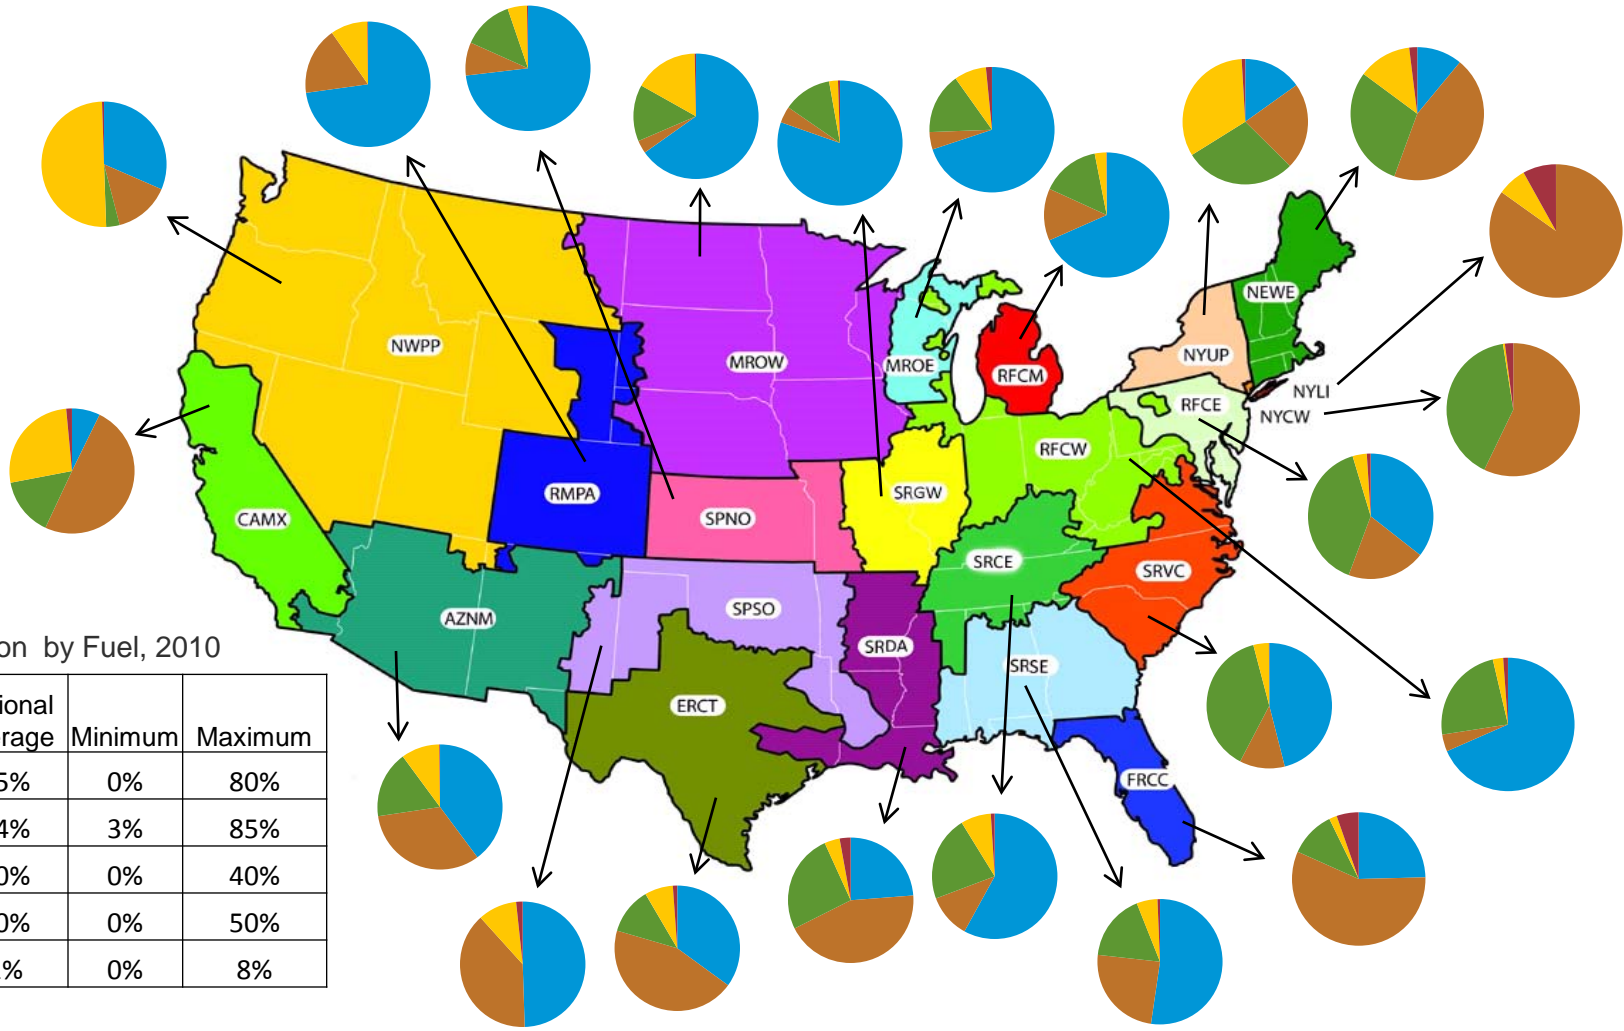 NWPP
MROW
MROE
RFCM
NYUP
NEWE
NYLI
NYCW
RFCE
RFCW
RMPA
SPNO
SRGW
CAMX
SRCE
SRVC
AZNM
SPSO
SRDA
SRSE
ERCT
FRCC
on by Fuel, 2010
Minimum Maximum
5% 0% 80%
4% 3% 85%
0% 0% 40%
0% 0% 50%
% 0% 8%